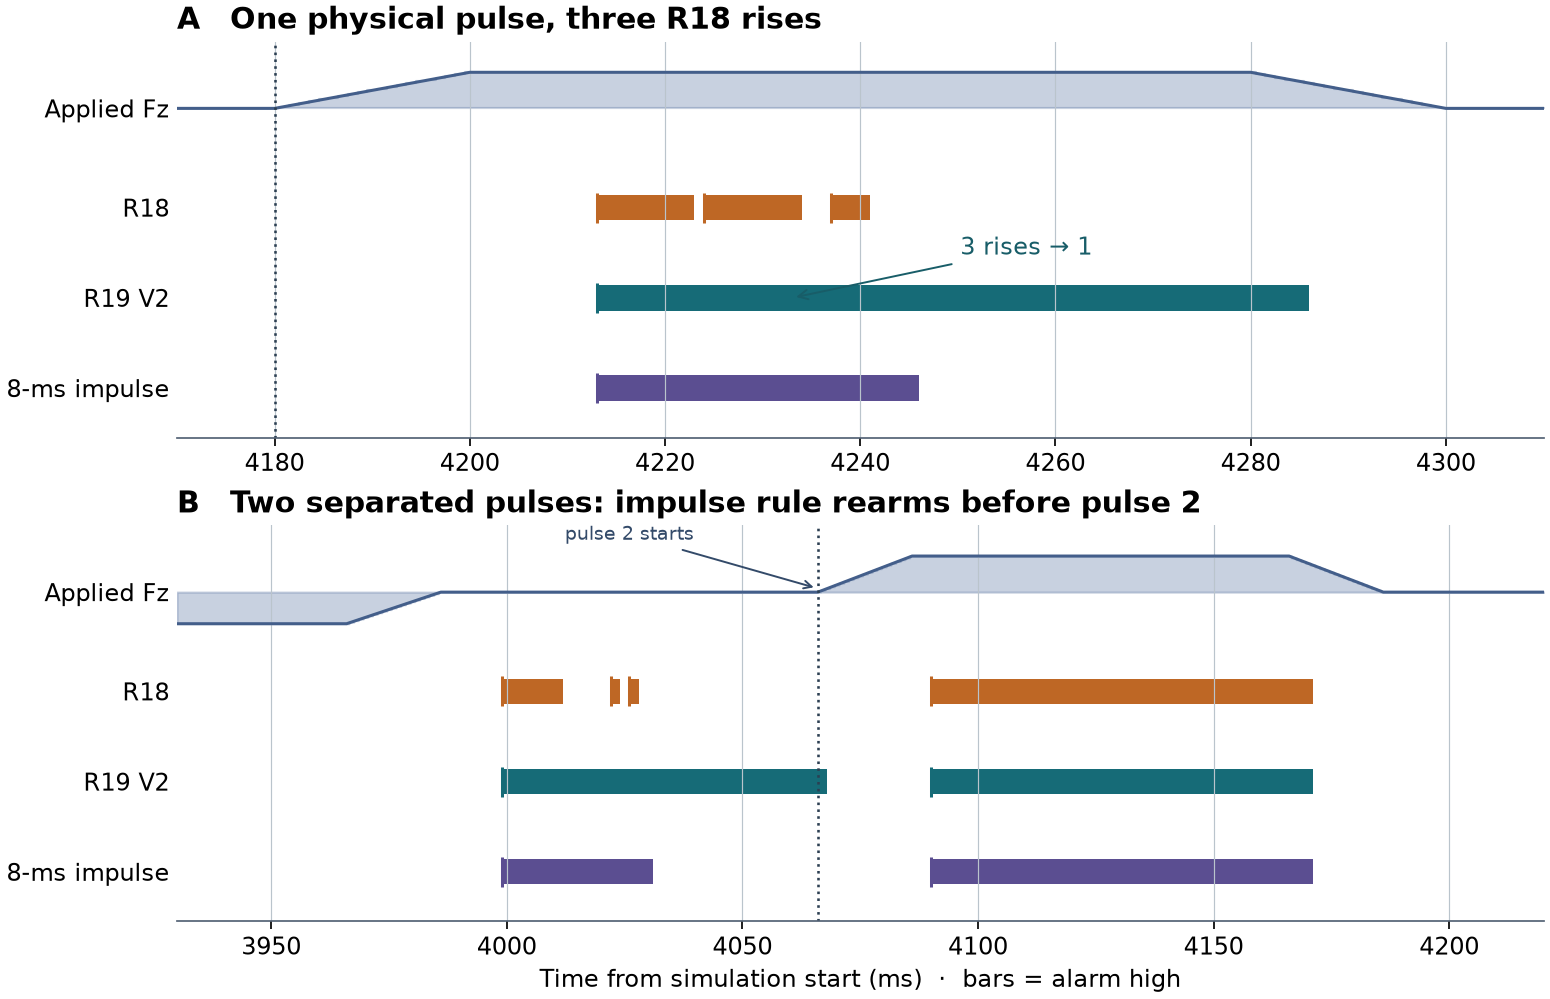 A One physical pulse, three R18 rises
Applied Fz
R18
3 rises → 1
R19 V2
8-ms impulse
4180 4200 4220 4240 4260 4280 4300
B Two separated pulses: impulse rule rearms before pulse 2
pulse 2 starts
Applied Fz
R18
R19 V2
8-ms impulse
3950 4000 4050 4100 4150 4200
Time from simulation start (ms) · bars = alarm high